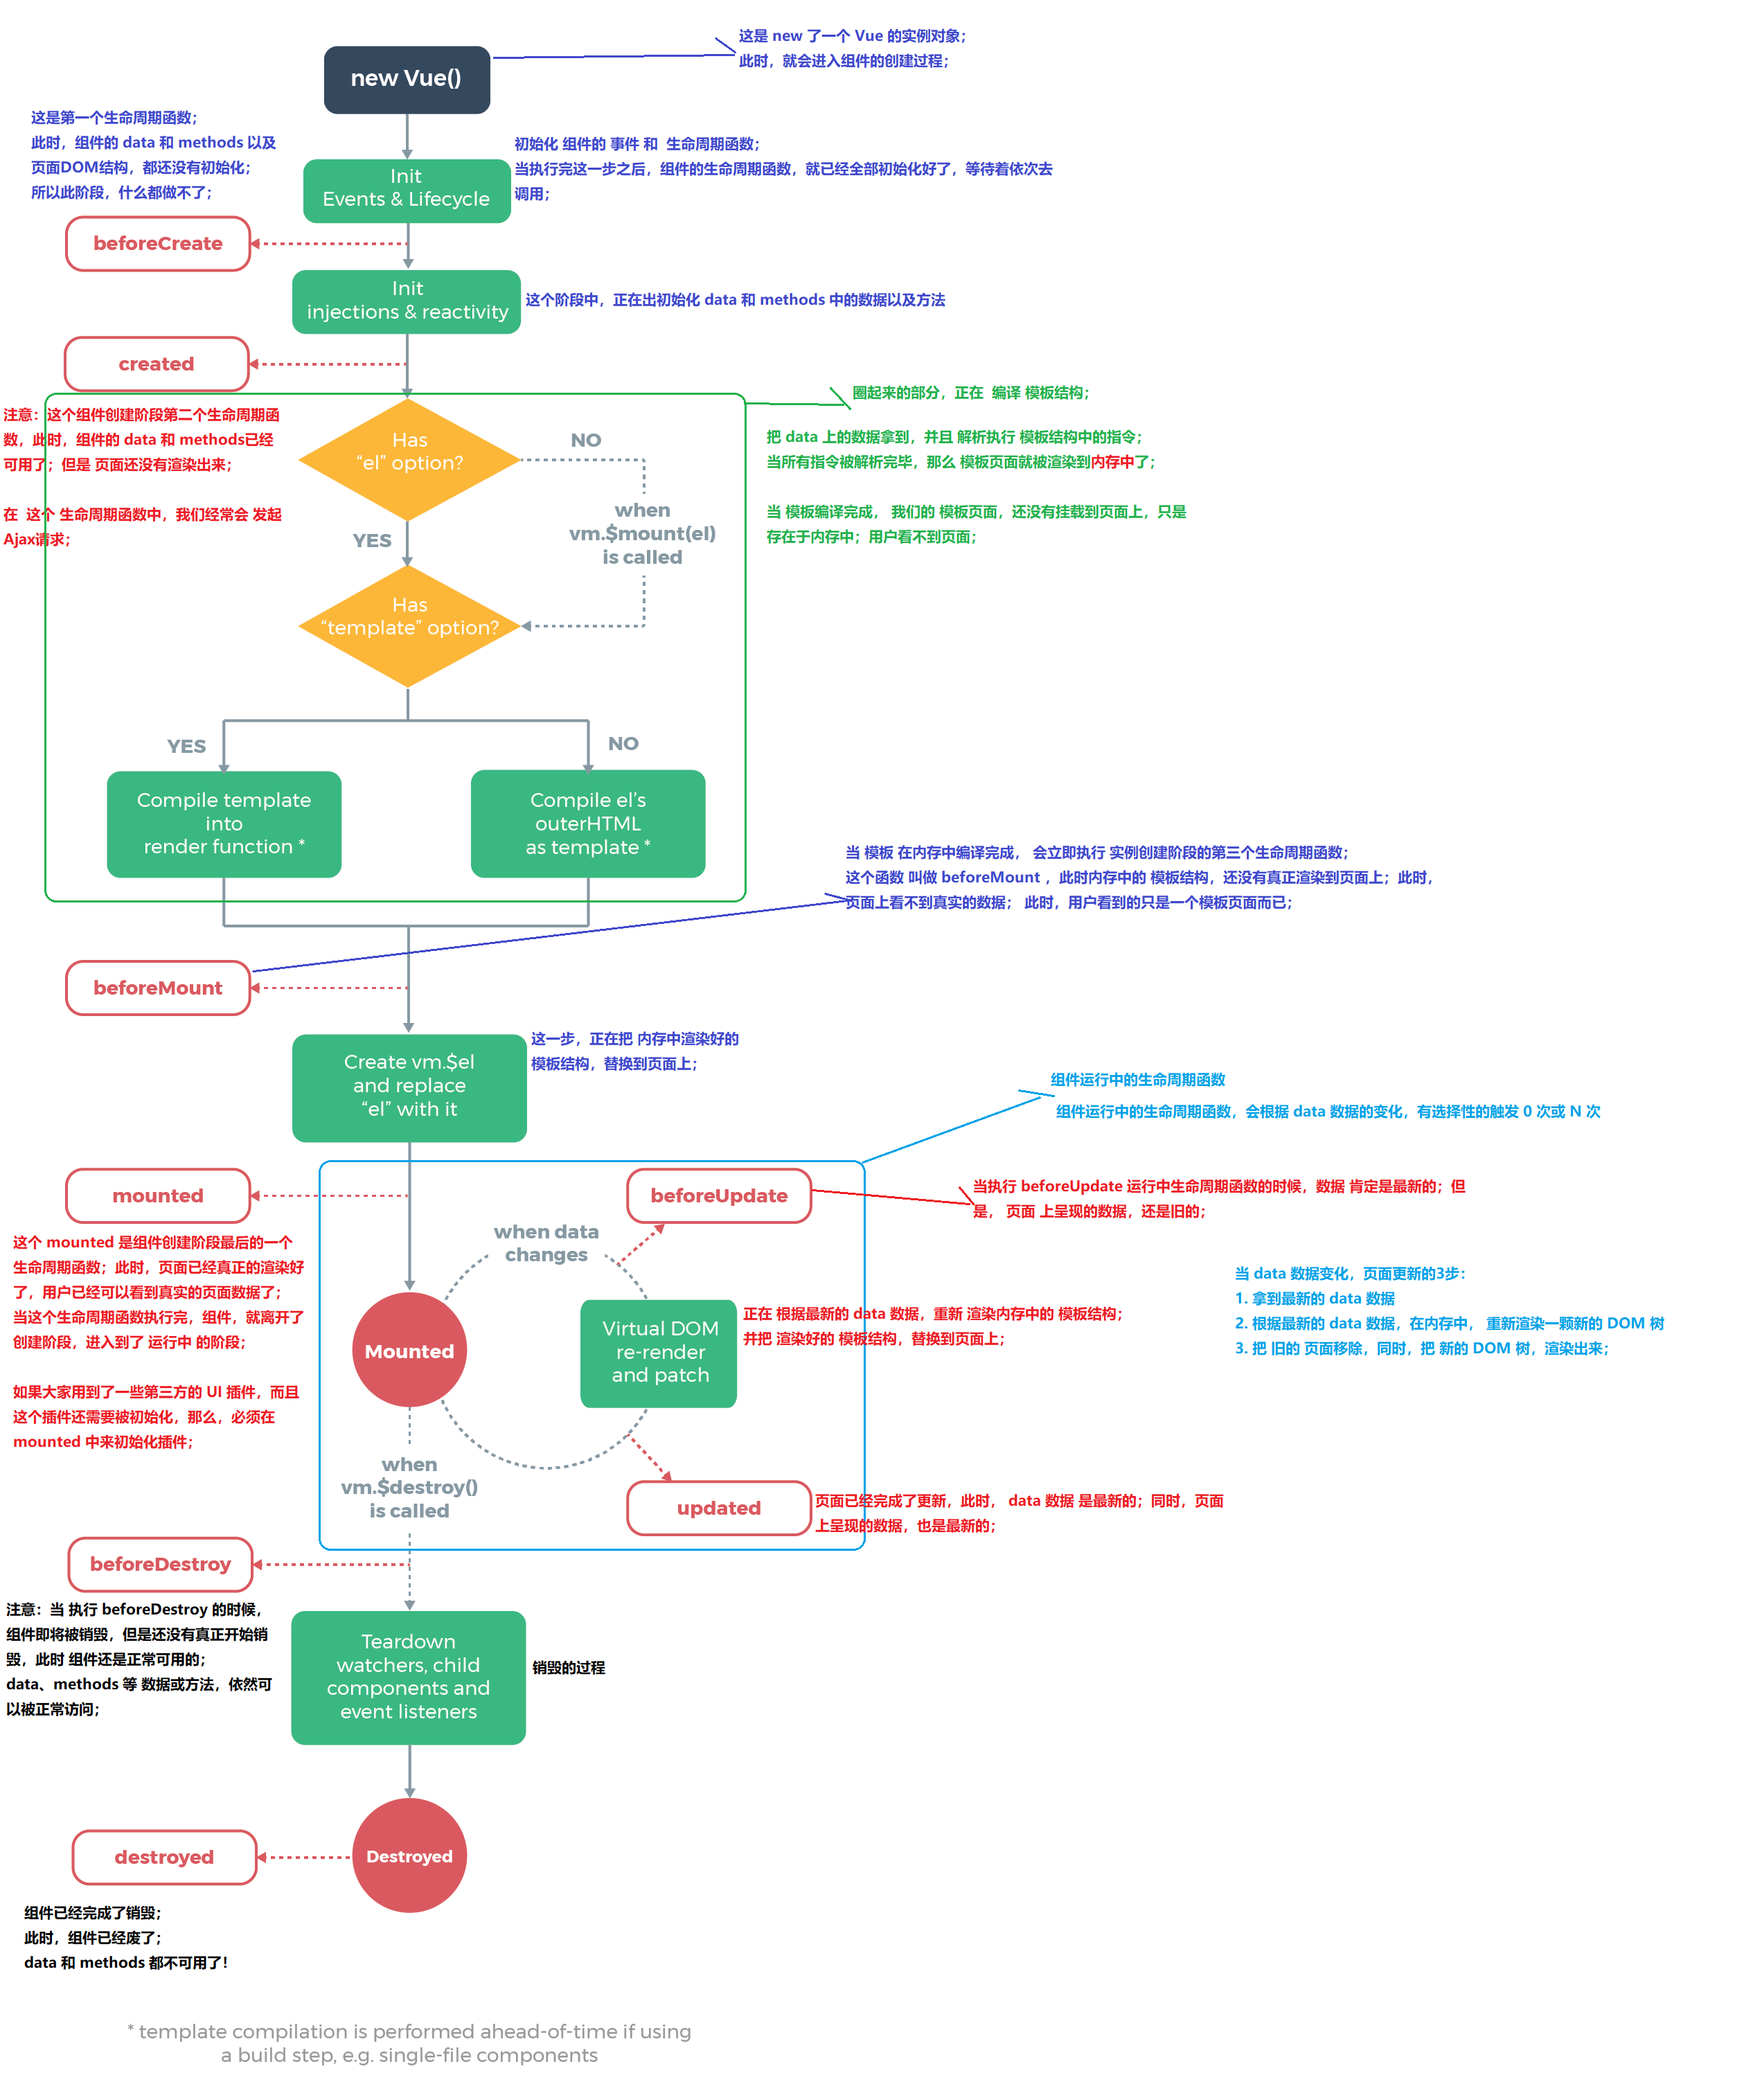 这是 new 了一个 Vue 的实例对象；
此时，就会进入组件的创建过程；
new Vue()
这是第一个生命周期函数；
此时，组件的 data 和 methods 以及
页面DOM结构，都还没有初始化；
所以此阶段，什么都做不了；
初始化 组件的 事件 和 生命周期函数；
当执行完这一步之后，组件的生命周期函数，就已经全部初始化好了，等待着依次去
调用；
Init
Events & Lifecycle
beforeCreate
Init
injections & reactivity
这个阶段中，正在出初始化 data 和 methods 中的数据以及方法
created
注意：这个组件创建阶段第二个生命周期函
数，此时，组件的 data 和 methods已经
可用了；但是 页面还没有渲染出来；
在 这个 生命周期函数中，我们经常会 发起
Ajax请求；
圈起来的部分，正在 编译 模板结构；
把 data 上的数据拿到，并且 解析执行 模板结构中的指令；
当所有指令被解析完毕，那么 模板页面就被渲染到内存中了；
当 模板编译完成， 我们的 模板页面，还没有挂载到页面上，只是
存在于内存中；用户看不到页面；
Has
“el” option?
NO
when
vm.$mount(el)
is called
YES
Has
“template” option?
YES
NO
Compile template
into
render function *
Compile el’s
outerHTML
as template *
当 模板 在内存中编译完成， 会立即执行 实例创建阶段的第三个生命周期函数；
这个函数 叫做 beforeMount ，此时内存中的 模板结构，还没有真正渲染到页面上；此时，
页面上看不到真实的数据； 此时，用户看到的只是一个模板页面而已；
beforeMount
Create vm.$el
and replace
“el” with it
这一步，正在把 内存中渲染好的
模板结构，替换到页面上；
组件运行中的生命周期函数
组件运行中的生命周期函数，会根据 data 数据的变化，有选择性的触发 0 次或 N 次
mounted
这个 mounted 是组件创建阶段最后的一个
生命周期函数；此时，页面已经真正的渲染好
了，用户已经可以看到真实的页面数据了；
当这个生命周期函数执行完，组件，就离开了
创建阶段，进入到了 运行中 的阶段；
如果大家用到了一些第三方的 UI 插件，而且
这个插件还需要被初始化，那么，必须在
mounted 中来初始化插件；
beforeUpdate
当执行 beforeUpdate 运行中生命周期函数的时候，数据 肯定是最新的；但
是， 页面 上呈现的数据，还是旧的；
when data
changes
Mounted
Virtual DOM
re-render
and patch
正在 根据最新的 data 数据，重新 渲染内存中的 模板结构；
并把 渲染好的 模板结构，替换到页面上；
当 data 数据变化，页面更新的3步：
1. 拿到最新的 data 数据
2. 根据最新的 data 数据，在内存中， 重新渲染一颗新的 DOM 树
3. 把 旧的 页面移除，同时，把 新的 DOM 树，渲染出来；
when
vm.$destroy()
is called
updated
页面已经完成了更新，此时， data 数据 是最新的；同时，页面
上呈现的数据，也是最新的；
beforeDestroy
注意：当 执行 beforeDestroy 的时候，
组件即将被销毁，但是还没有真正开始销
毁，此时 组件还是正常可用的；
data、methods 等 数据或方法，依然可
以被正常访问；
Teardown
watchers, child
components and
event listeners
销毁的过程
destroyed
Destroyed
组件已经完成了销毁；
此时，组件已经废了；
data 和 methods 都不可用了！
* template compilation is performed ahead-of-time if using
a build step, e.g. single-file components